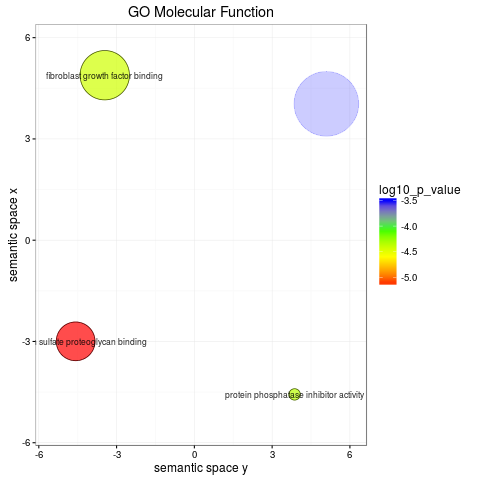 GO Molecular Function
6
3
0
-3
-6
semantic space x
fibroblast growth factor binding
sulfate proteoglycan binding
protein phosphatase inhibitor activity
-6
-3
0
3
6
semantic space y
log10_p_value
-3.5
-4.0
-4.5
-5.0